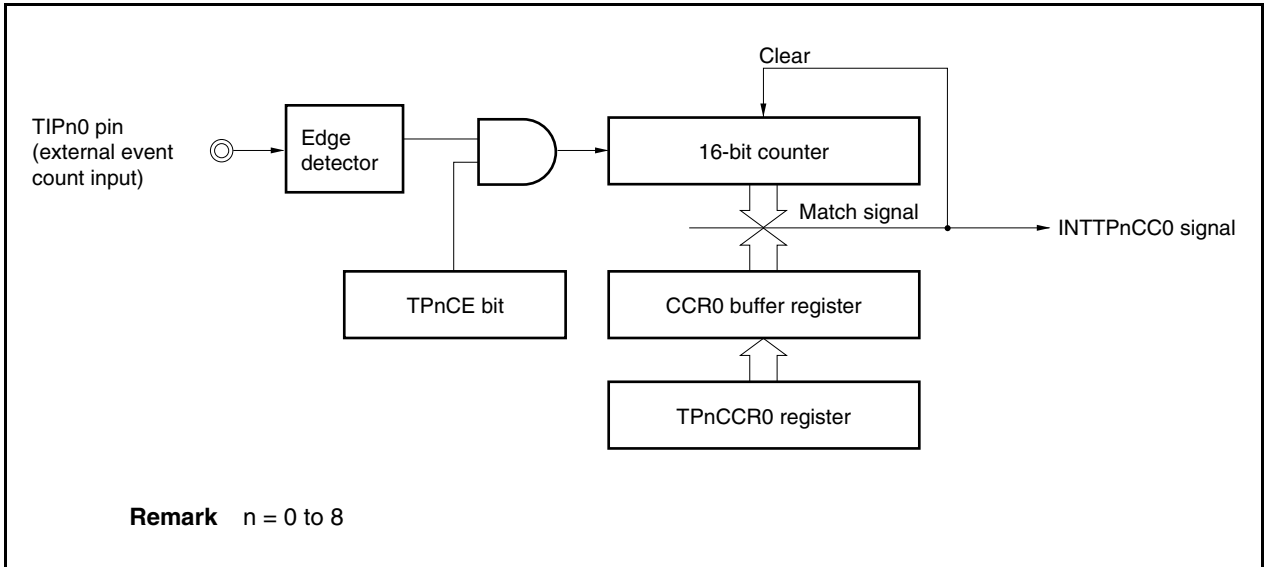 Clear
TIPn0 pin
(external event
count input)
Edge
detector
16-bit counter
Match signal
INTTPnCC0 signal
TPnCE bit
CCR0 buffer register
TPnCCR0 register
Remark n = 0 to 8